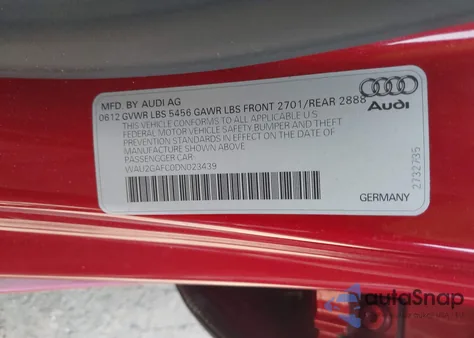 MFD. BY AUDI AG
0612 GVWR LBS 5456 GAWR LBS FRONT 2701/REAR 2888
THIS VEHICLE CONFORMS TO ALL APPLICABLE U.S
FEDERAL MOTOR VEHICLE SAFETY BUMPER AND THEFT
PREVENTION STANDARDS IN EFFECT ON THE DATE OF
MANUFACTURE SHOWN ABOVE
PASSENGGER CAR
WAU2GAFC0DN023439
Audi
2732735
GERMANY
autoSnap